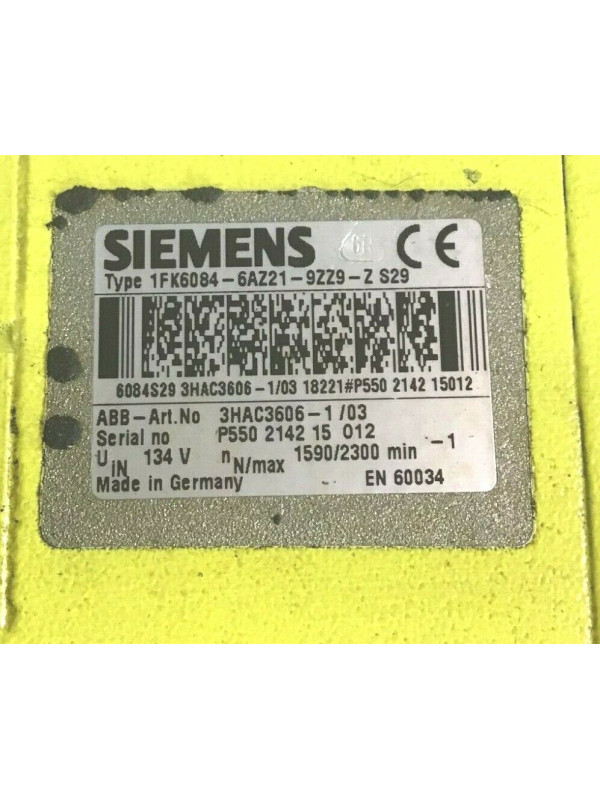 SIEMENS CE
Type 1FK6084-6AZ21-9ZZ9-Z S29
6084S29 3HAC3606-1/03 18221#P550 2142 15012
ABB-Art.No 3HAC3606-1/03
Serial no P550 2142 15 012
U IN 134 V n N/max 1590/2300 min -1
Made in Germany EN 60034